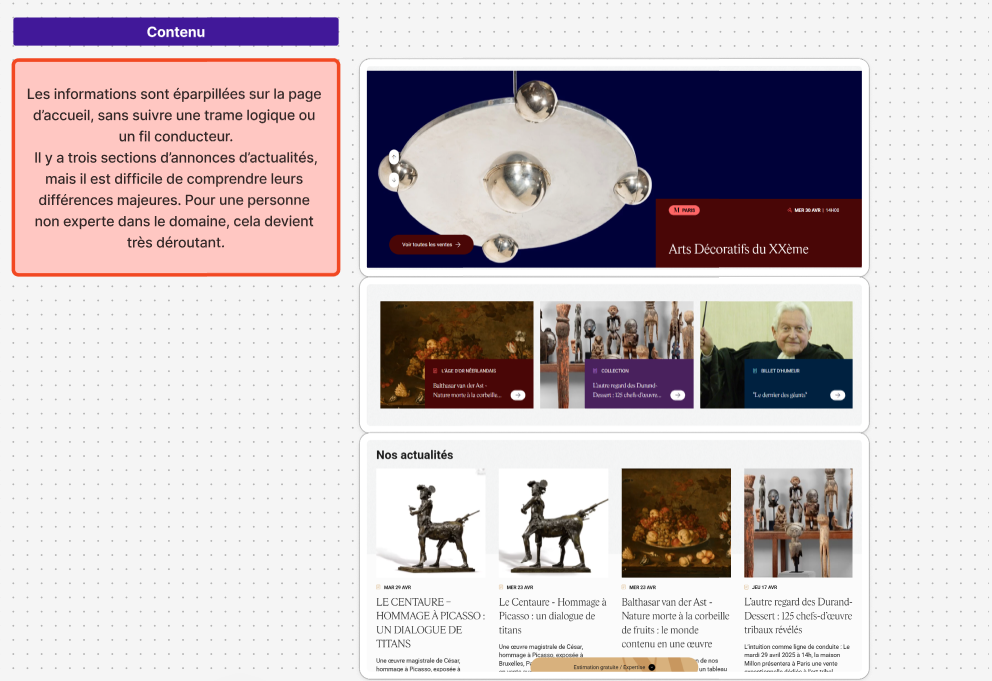 Contenu
Les informations sont éparpillées sur la page
d'accueil, sans suivre une trame logique ou
un fil conducteur.
Il y a trois sections d'annonces d'actualités,
mais il est difficile de comprendre leurs
différences majeures. Pour une personne
non experte dans le domaine, cela devient
très déroutant.
M PARIS
MER 30 AVR | 14H00
Voir toutes les ventes →
Arts Décoratifs du XXème
L'ÂGE D'OR NÉERLANDAIS
Balthasar van der Ast -
Nature morte à la corbeille...
COLLECTION
L'autre regard des Durand-
Dessert : 125 chefs-d'œuvre...
BILLET D'HUMEUR
"Le dernier des géants"
Nos actualités
MAR 29 AVR
LE CENTAURE –
HOMMAGE À PICASSO :
UN DIALOGUE DE
TITANS
Une œuvre magistrale de César,
hommage à Picasso, exposée à
MER 23 AVR
Le Centaure - Hommage à
Picasso : un dialogue de
titans
Une œuvre magistrale de César,
hommage à Picasso, exposée à
Bruxelles,
MER 23 AVR
Balthasar van der Ast -
Nature morte à la corbeille
de fruits : le monde
contenu en une œuvre
de nos
un tableau
JEU 17 AVR
L'autre regard des Durand-
Dessert : 125 chefs-d'œuvre
tribaux révélés
L'intuition comme ligne de conduite : Le
mardi 29 avril 2025 à 14h, la maison
Millon présentera à Paris une vente
Estimation gratuite / Expertise